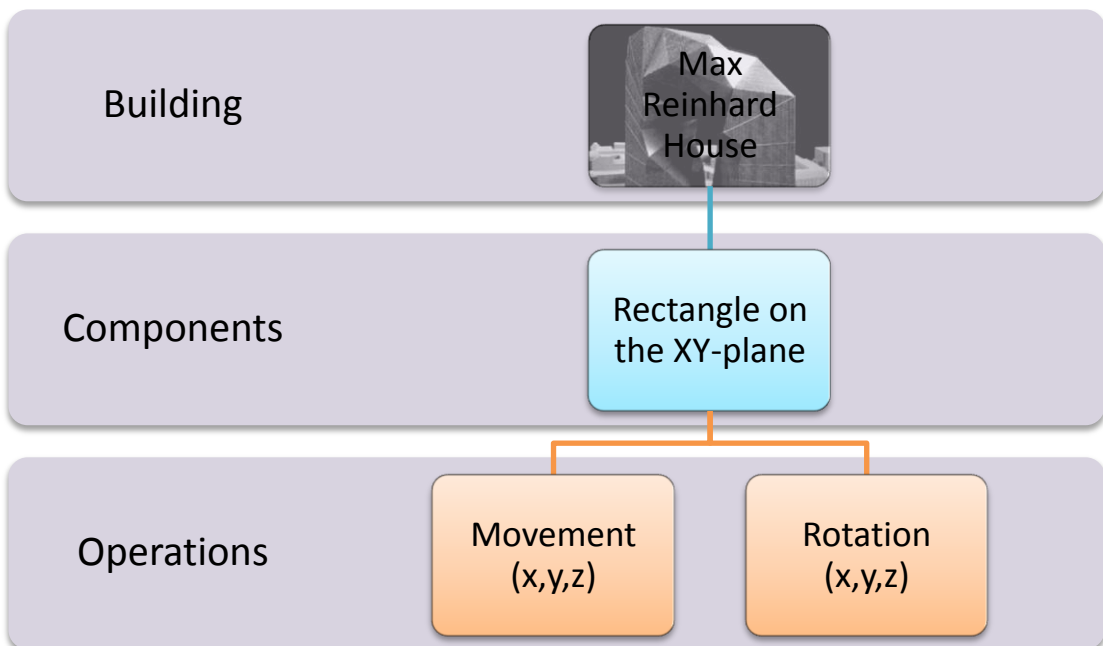 Building
Max
Reinhard
House
Components
Rectangle on
the XY-plane
Operations
Movement
(x,y,z)
Rotation
(x,y,z)